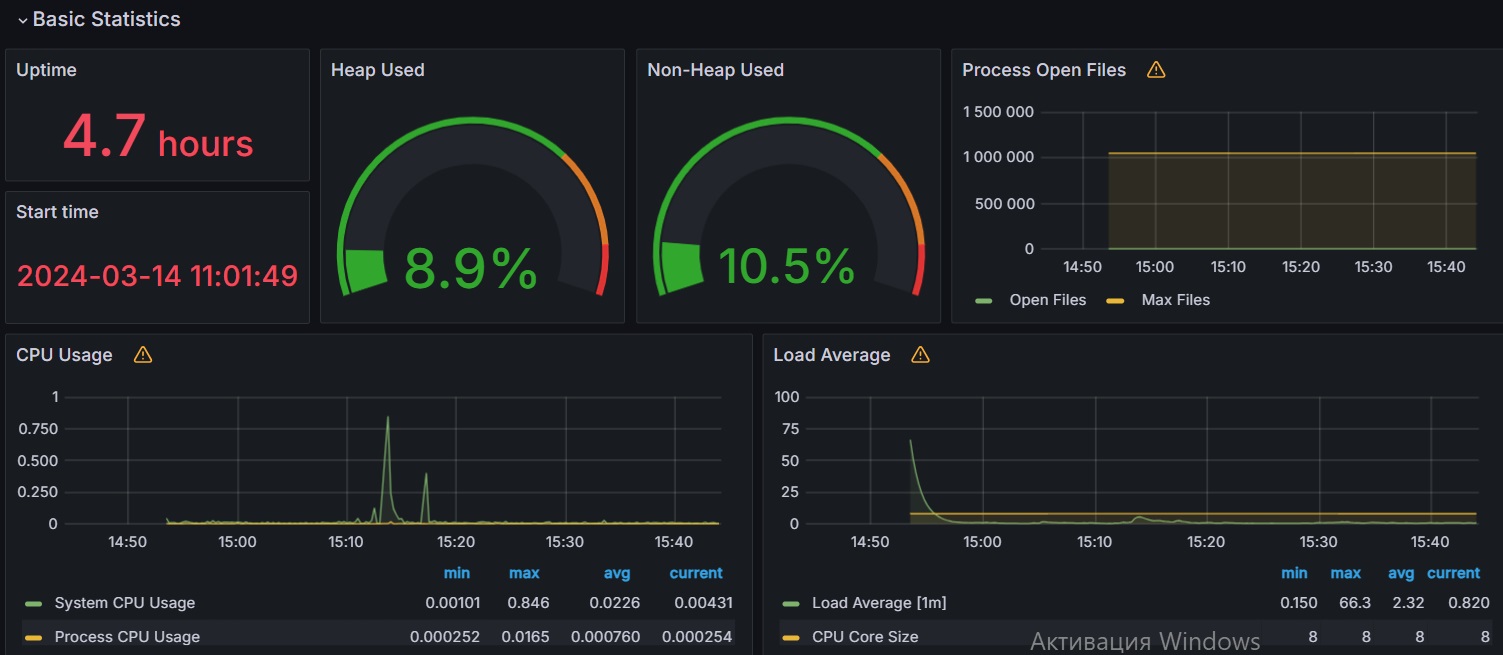 Basic Statistics
Uptime
4.7 hours
Start time
2024-03-14 11:01:49
Heap Used
8.9%
Non-Heap Used
10.5%
Process Open Files
1 500 000
1 000 000
500 000
0
14:50 15:00 15:10 15:20 15:30 15:40
Open Files Max Files
CPU Usage
1
0.750
0.500
0.250
0
14:50 15:00 15:10 15:20 15:30 15:40
min max avg current
System CPU Usage 0.00101 0.846 0.0226 0.00431
Process CPU Usage 0.000252 0.0165 0.000760 0.000254
Load Average
100
75
50
25
0
14:50 15:00 15:10 15:20 15:30 15:40
min max avg current
Load Average [1m] 0.150 66.3 2.32 0.820
CPU Core Size 8 8 8 8
Активация Windows